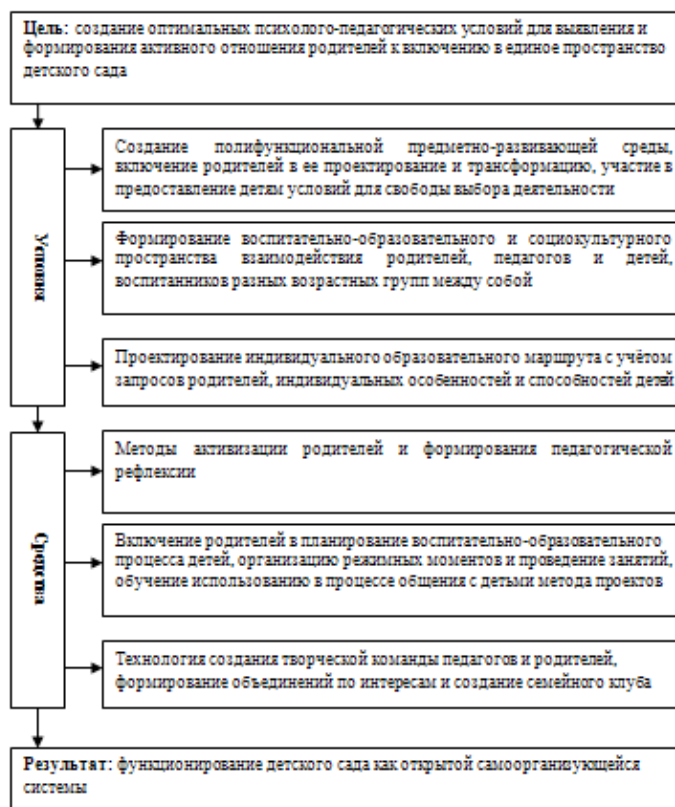 Цель: создание оптимальных психолого-педагогических условий для выявления и
формирования активного отношения родителей к включению в единое пространство
детского сада
Условия
Создание полифункциональной предметно-развивающей среды,
включение родителей в ее проектирование и трансформацию, участие в
предоставление детям условий для свободы выбора деятельности
Формирование воспитательно-образовательного и социокультурного
пространства взаимодействия родителей, педагогов и детей,
воспитанников разных возрастных групп между собой
Проектирование индивидуального образовательного маршрута с учётом
запросов родителей, индивидуальных особенностей и способностей детей
Средства
Методы активизации родителей и формирования педагогической
рефлексии
Включение родителей в планирование воспитательно-образовательного
процесса детей, организацию режимных моментов и проведение занятий,
обучение использованию в процессе общения с детьми метода проектов
Технология создания творческой команды педагогов и родителей,
формирование объединений по интересам и создание семейного клуба
Результат: функционирование детского сада как открытой самоорганизующейся
системы